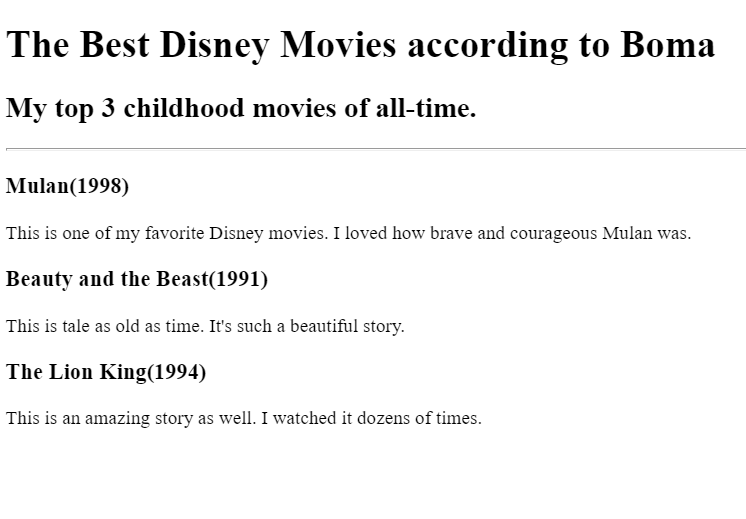 The Best Disney Movies according to Boma
My top 3 childhood movies of all-time.
Mulan(1998)
This is one of my favorite Disney movies. I loved how brave and courageous Mulan was.
Beauty and the Beast(1991)
This is tale as old as time. It's such a beautiful story.
The Lion King(1994)
This is an amazing story as well. I watched it dozens of times.